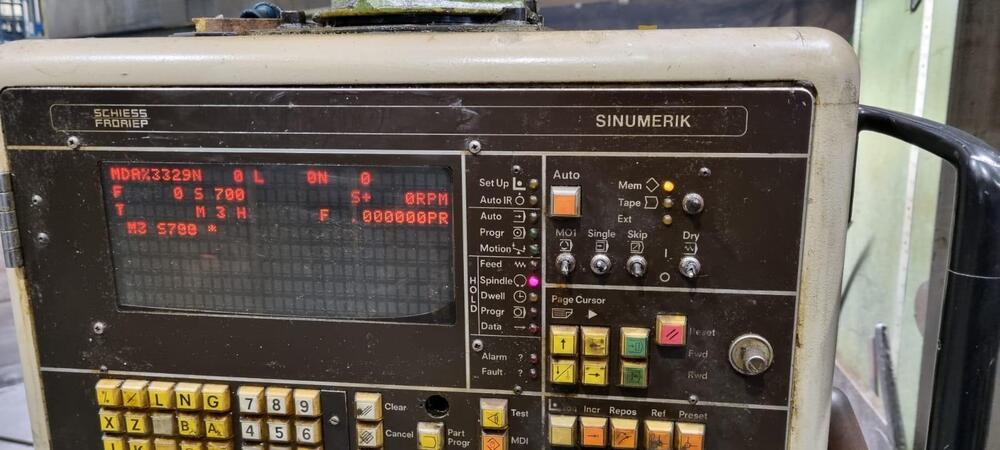 SCHIESS
FRORIEP
SINUMERIK
MDA%3329N 0 L 0N 0
F 0 S 700 S+ 0RPM
T M 3 H F .000000PR
M3 S700 *
Set Up
Auto IR
Auto
Progr
Motion
HOLD
Feed
Spindle
Dwell
Progr
Data
Alarm ?
Fault ?
Auto
Mem
Tape
Ext
M01 Single Skip Dry
I
O
Page Cursor
Reset
Fwd
Rwd
% / L N G
X Z B A
7 8 9
4 5 6
Clear
Cancel
Part
Progr
Test
MDI
Incr Repos Ref Preset